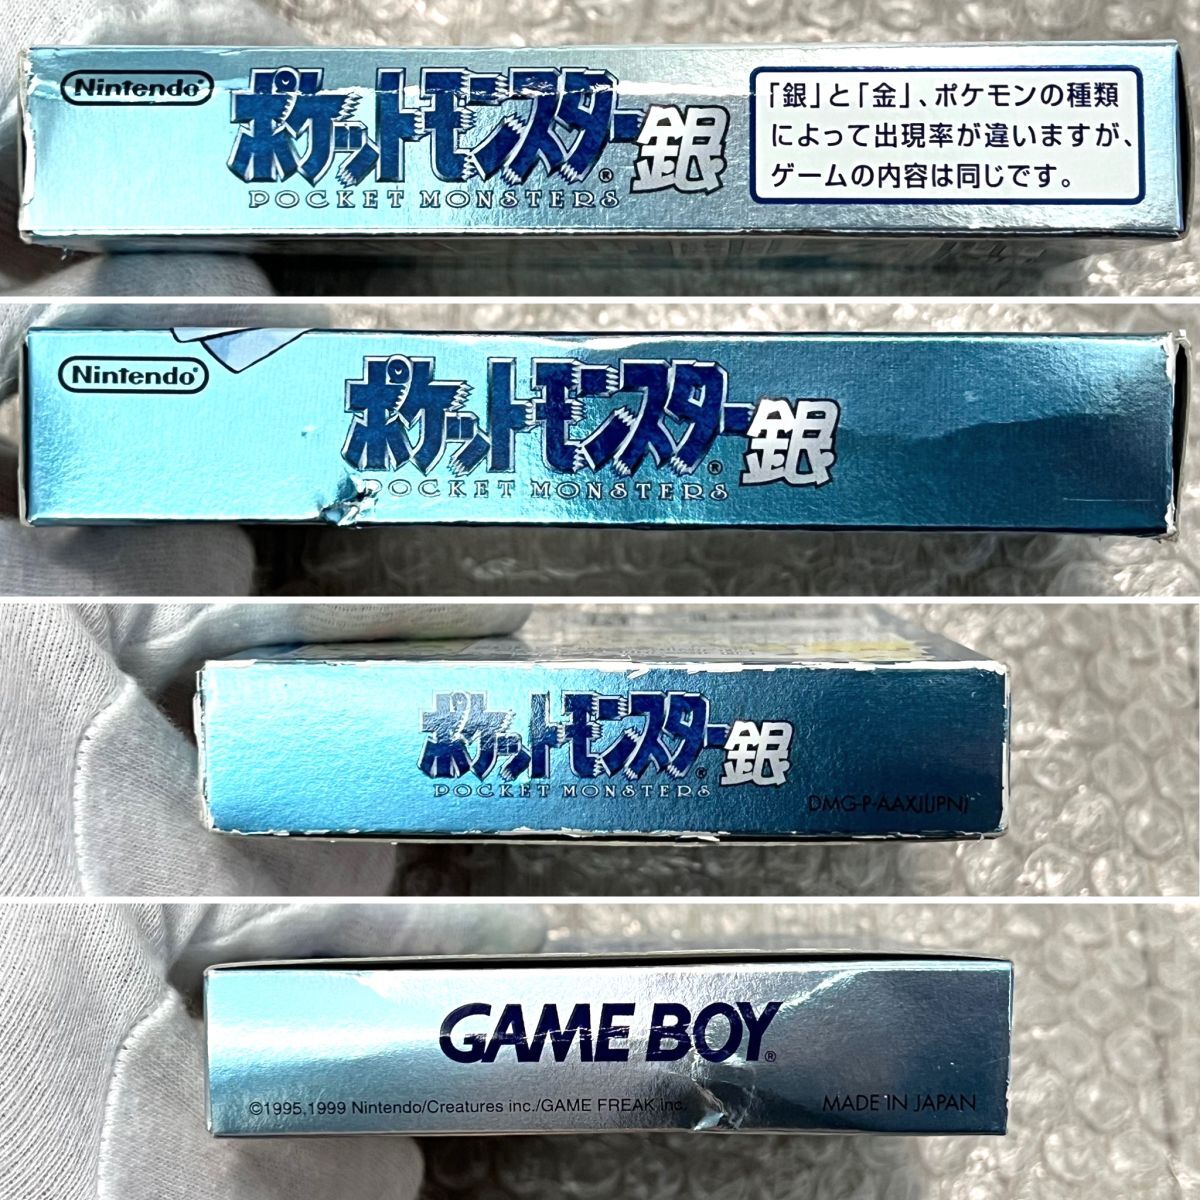 Nintendo®
ポケットモンスター®銀
POCKET MONSTERS
「銀」と「金」、ポケモンの種類
によって出現率が違いますが、
ゲームの内容は同じです。
Nintendo®
ポケットモンスター®銀
POCKET MONSTERS
ポケットモンスター®銀
POCKET MONSTERS
DMG-P-AAXJ(JPN)
GAME BOY®
©1995,1999 Nintendo/Creatures inc./GAME FREAK inc.
MADE IN JAPAN